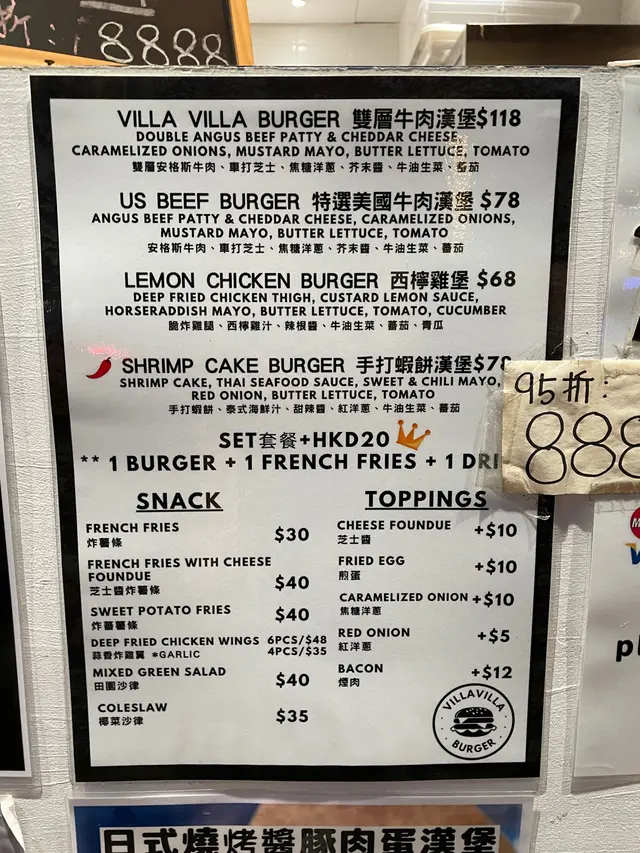 折: 8888
VILLA VILLA BURGER 雙層牛肉漢堡$118
DOUBLE ANGUS BEEF PATTY & CHEDDAR CHEESE,
CARAMELIZED ONIONS, MUSTARD MAYO, BUTTER LETTUCE, TOMATO
雙層安格斯牛肉、車打芝士、焦糖洋蔥、芥末醬、牛油生菜、蕃茄
US BEEF BURGER 特選美國牛肉漢堡 $78
ANGUS BEEF PATTY & CHEDDAR CHEESE, CARAMELIZED ONIONS,
MUSTARD MAYO, BUTTER LETTUCE, TOMATO
安格斯牛肉、車打芝士、焦糖洋蔥、芥末醬、牛油生菜、蕃茄
LEMON CHICKEN BURGER 西檸雞堡 $68
DEEP FRIED CHICKEN THIGH, CUSTARD LEMON SAUCE,
HORSERADDISH MAYO, BUTTER LETTUCE, TOMATO, CUCUMBER
脆炸雞腿、西檸雞汁、辣根醬、牛油生菜、蕃茄、青瓜
SHRIMP CAKE BURGER 手打蝦餅漢堡$78
SHRIMP CAKE, THAI SEAFOOD SAUCE, SWEET & CHILI MAYO,
RED ONION, BUTTER LETTUCE, TOMATO
手打蝦餅、泰式海鮮汁、甜辣醬、紅洋蔥、牛油生菜、蕃茄
95折:
888
SET套餐+HKD20
** 1 BURGER + 1 FRENCH FRIES + 1 DRI
SNACK
FRENCH FRIES $30
炸薯條
FRENCH FRIES WITH CHEESE
FOUNDUE $40
芝士醬炸薯條
SWEET POTATO FRIES $40
炸蕃薯條
DEEP FRIED CHICKEN WINGS 6PCS/$48
蒜香炸雞翼 *GARLIC 4PCS/$35
MIXED GREEN SALAD $40
田園沙律
COLESLAW $35
椰菜沙律
TOPPINGS
CHEESE FOUNDUE +$10
芝士醬
FRIED EGG +$10
煎蛋
CARAMELIZED ONION +$10
焦糖洋蔥
RED ONION +$5
紅洋蔥
BACON +$12
煙肉
VILLAVILLA
BURGER
日式燒烤醬豚肉蛋漢堡